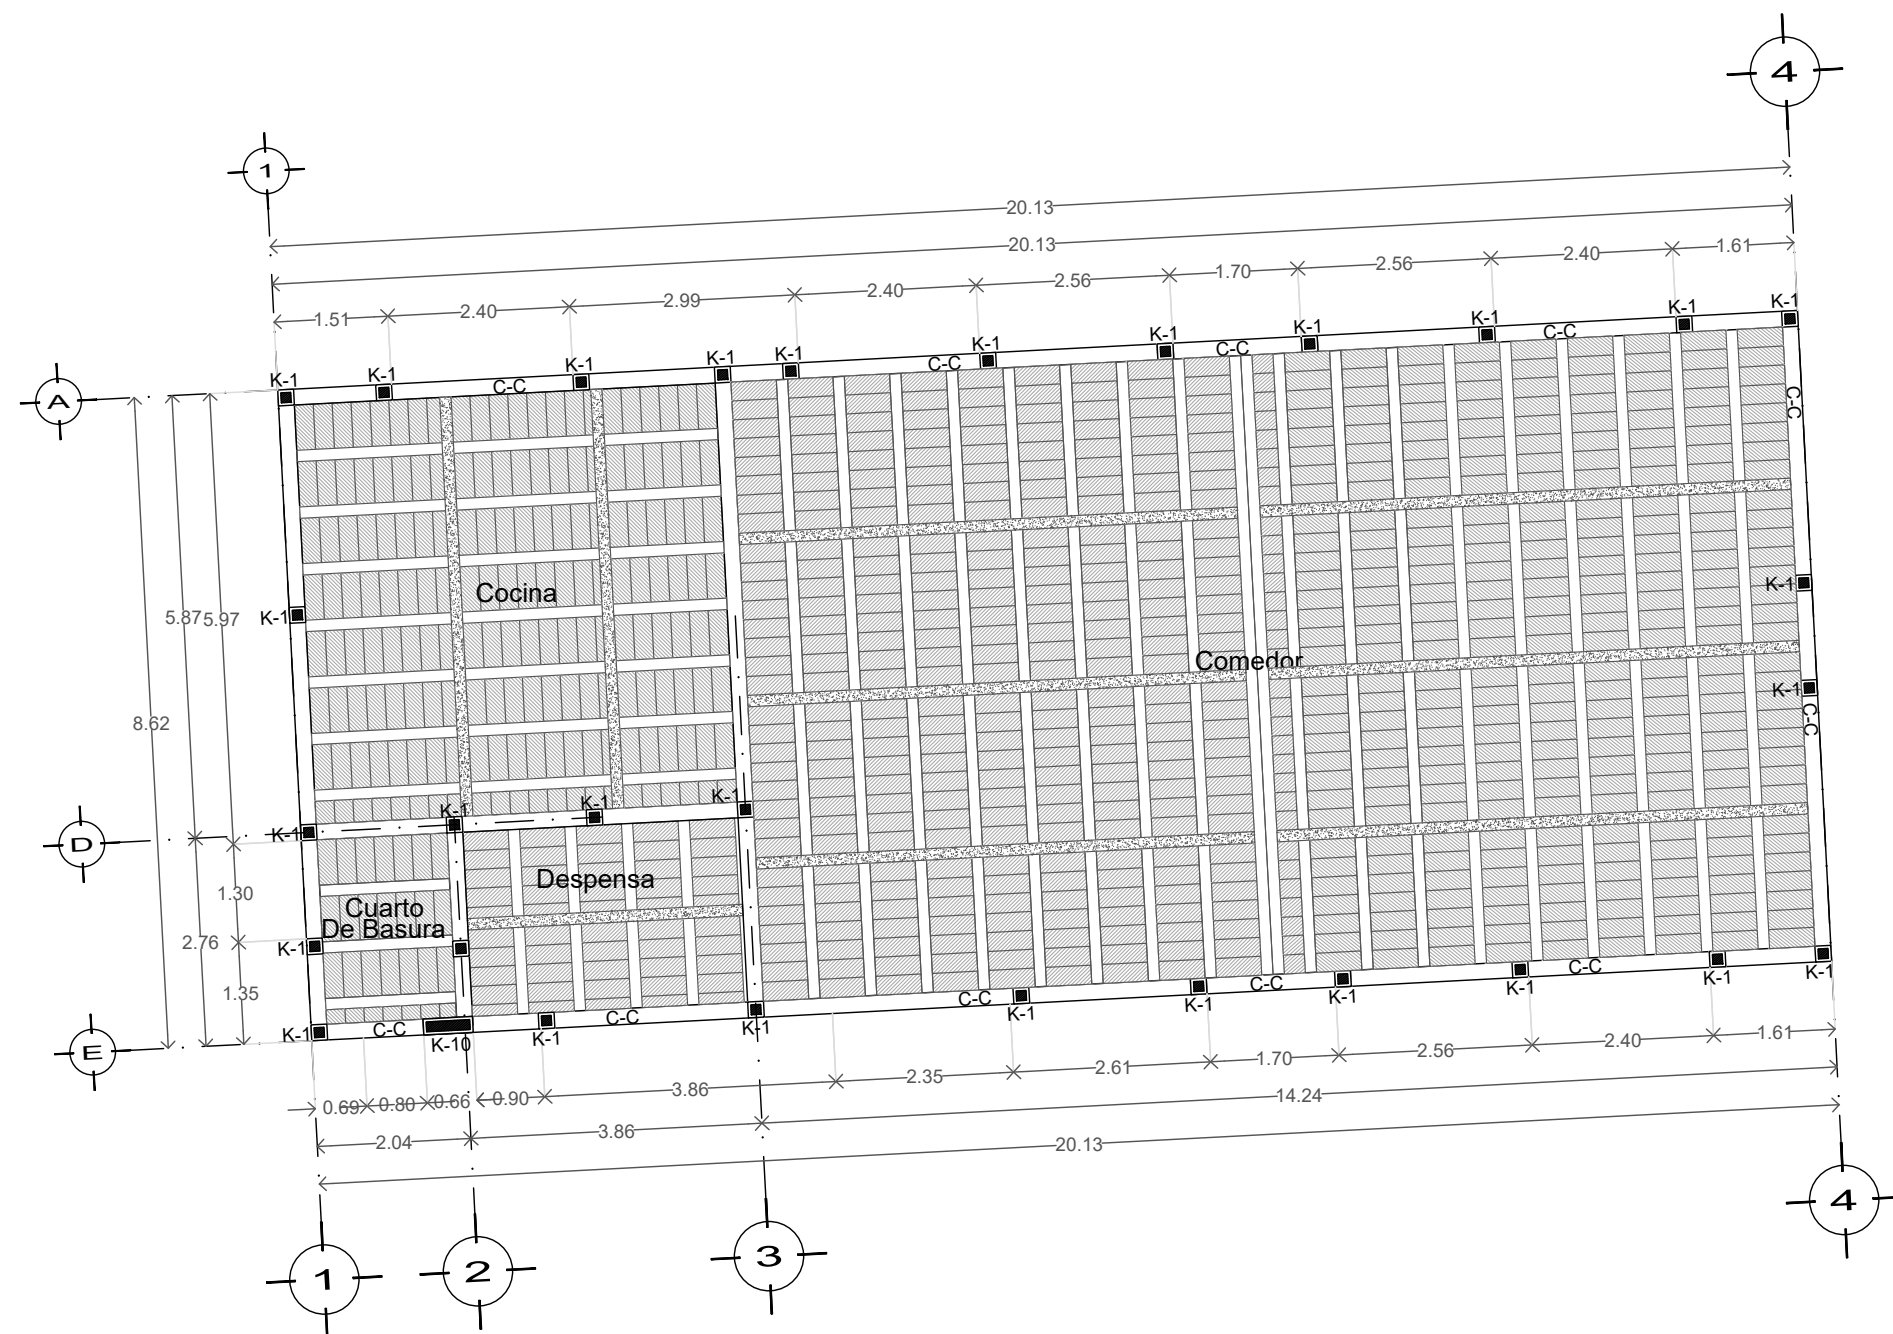 4
1
20.13
20.13
1.51
2.40
2.99
2.40
2.56
1.70
2.56
2.40
1.61
K-1
K-1
K-1
K-1
K-1
K-1
K-1
K-1
K-1
K-1
K-1
C-C
C-C
C-C
C-C
A
C-C
Cocina
K-1
5.87
5.97
8.62
Comedor
K-1
K-1
C-C
K-1
K-1
K-1
K-1
D
1.30
2.76
1.35
Cuarto
De Basura
Despensa
K-1
E
K-1
C-C
K-10
K-1
C-C
K-1
C-C
K-1
K-1
C-C
K-1
K-1
C-C
K-1
K-1
0.69
0.80
0.66
0.90
3.86
2.35
2.61
1.70
2.56
2.40
1.61
2.04
3.86
14.24
20.13
1
2
3
4